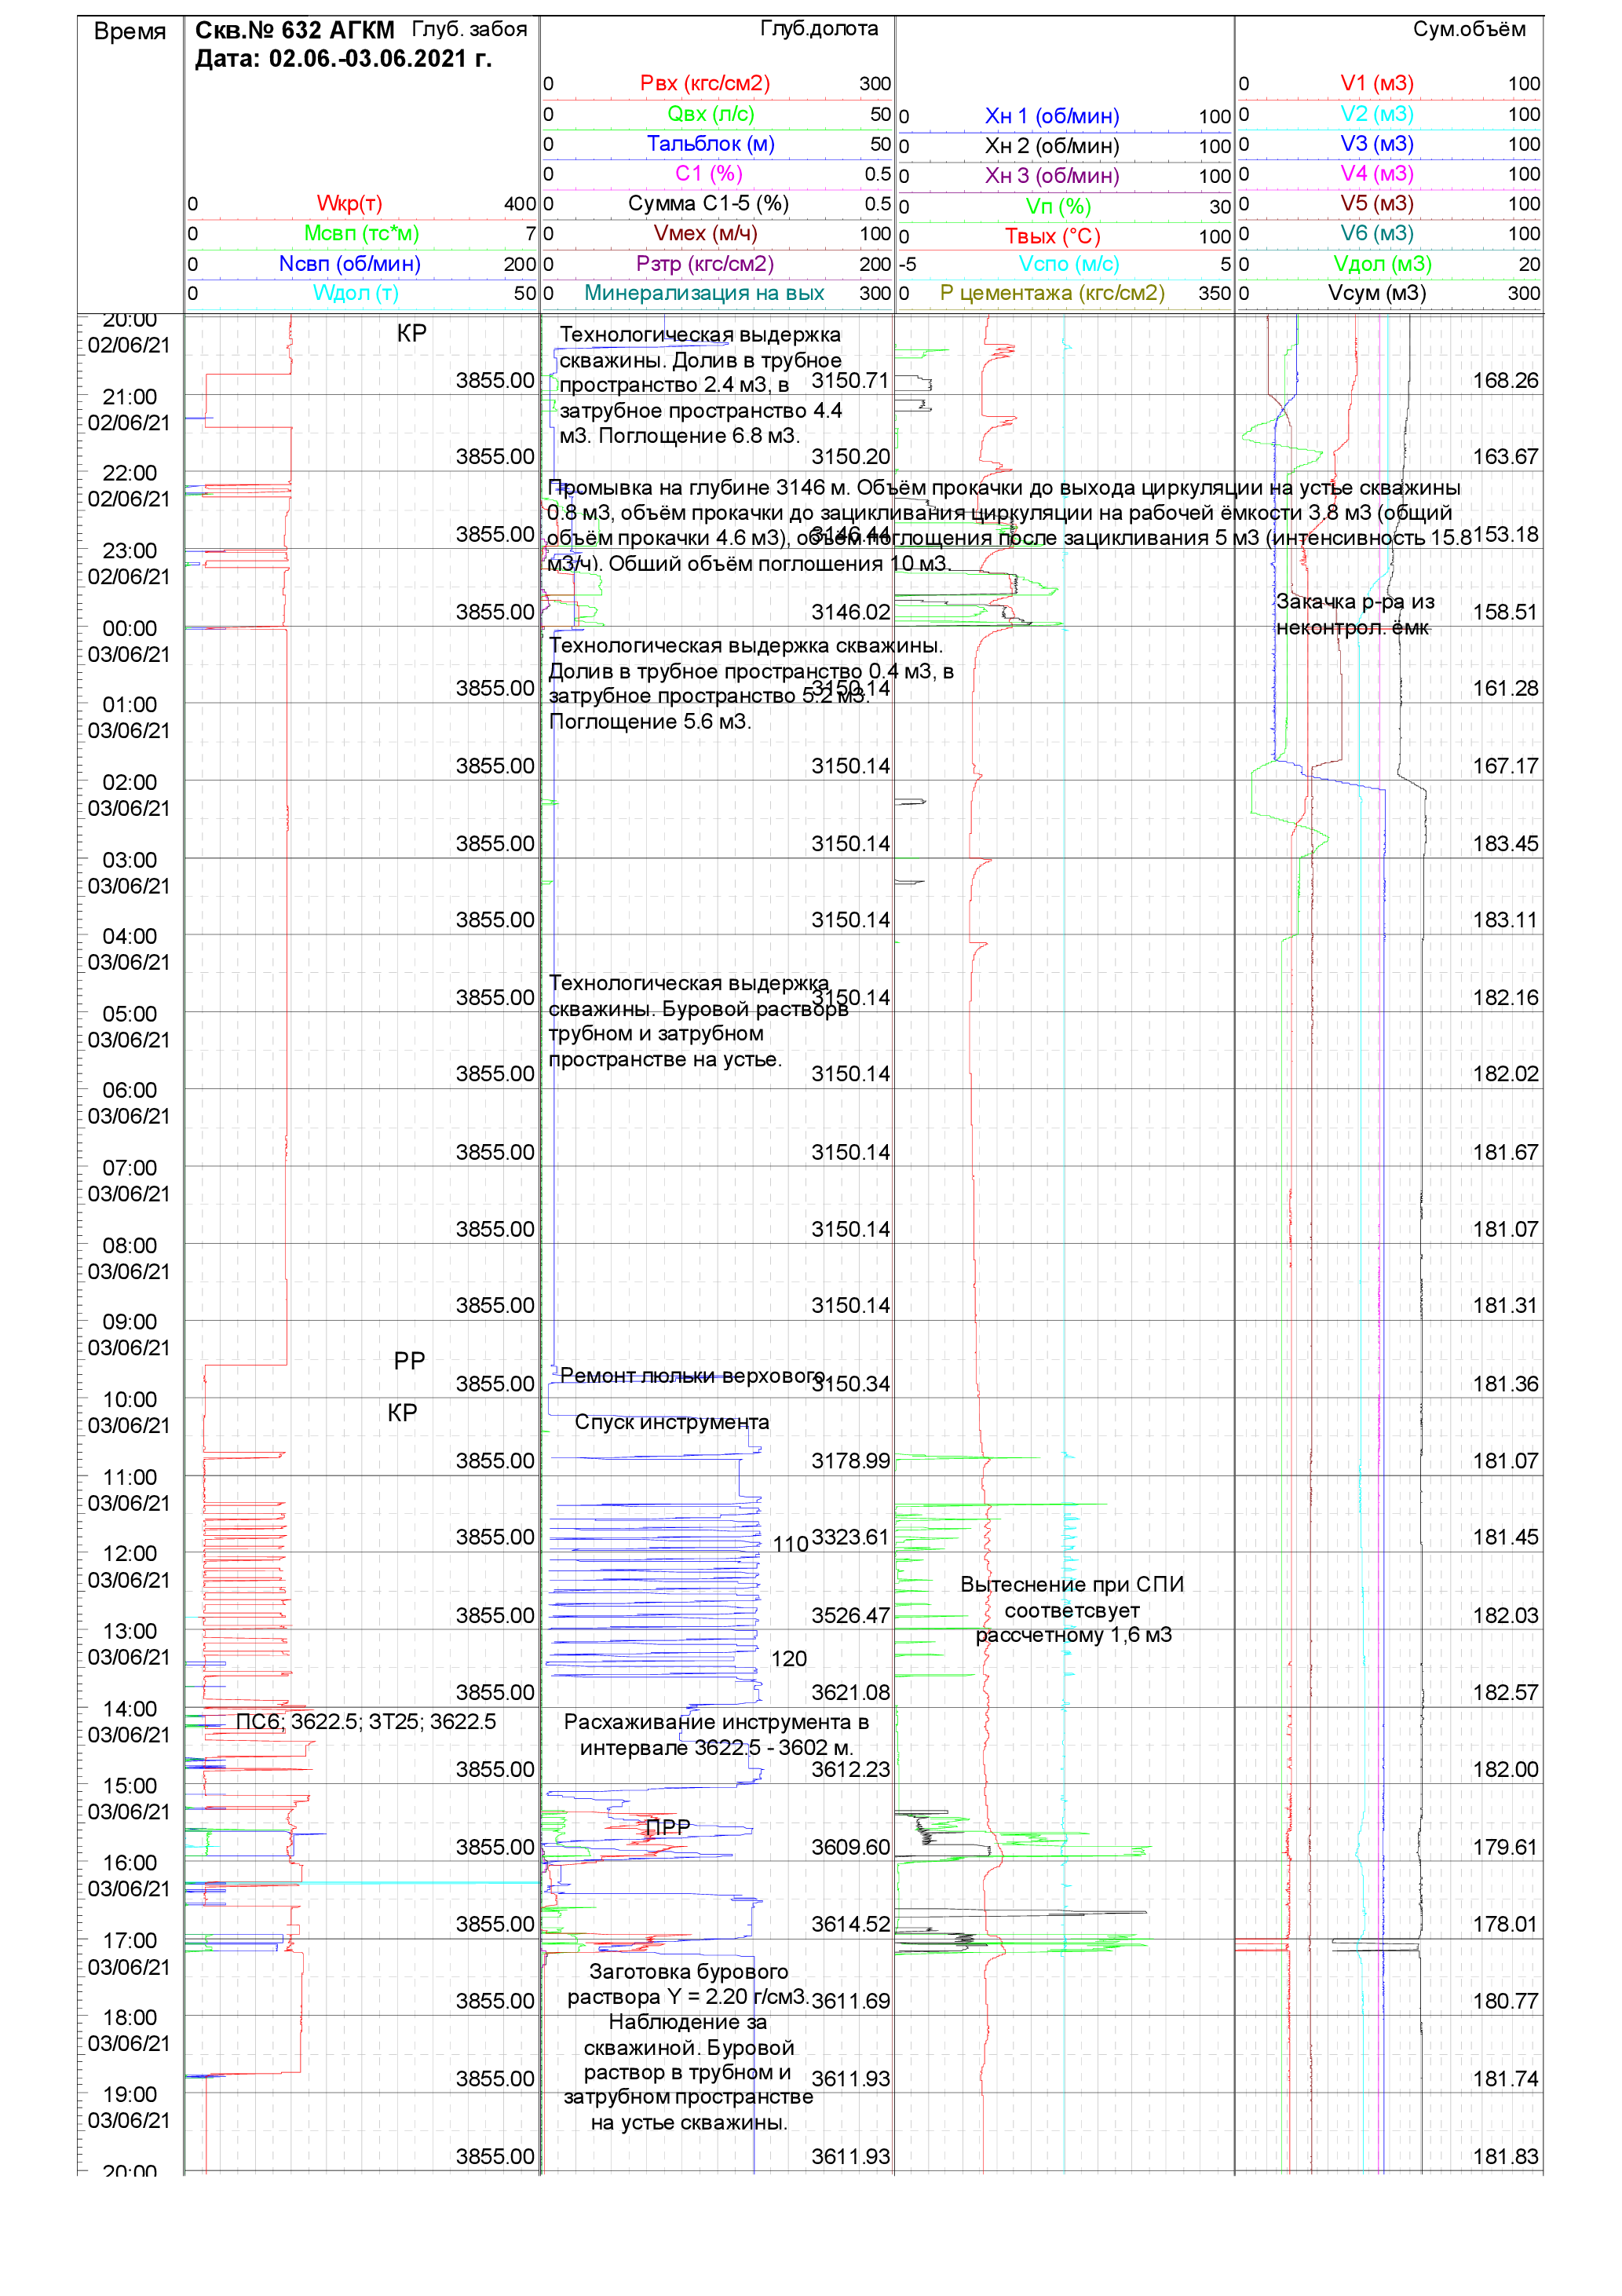 Время
Скв.№ 632 АГКМ Глуб. забоя
Дата: 02.06.-03.06.2021 г.
Глуб.долота
Сум.объём
0 Wкр(т) 400
0 Мсвп (тс*м) 7
0 Nсвп (об/мин) 200
0 Wдол (т) 50
0 Рвх (кгс/см2) 300
0 Qвх (л/с) 50
0 Тальблок (м) 50
0 С1 (%) 0.5
0 Сумма С1-5 (%) 0.5
0 Vмех (м/ч) 100
0 Рзтр (кгс/см2) 200
0 Минерализация на вых 300
0 Хн 1 (об/мин) 100
0 Хн 2 (об/мин) 100
0 Хн 3 (об/мин) 100
0 Vп (%) 30
0 Твых (°C) 100
-5 Vспо (м/с) 5
0 Р цементажа (кгс/см2) 350
0 V1 (м3) 100
0 V2 (м3) 100
0 V3 (м3) 100
0 V4 (м3) 100
0 V5 (м3) 100
0 V6 (м3) 100
0 Vдол (м3) 20
0 Vсум (м3) 300
20:00
02/06/21
КР
Технологическая выдержка
скважины. Долив в трубное
пространство 2.4 м3, в
затрубное пространство 4.4
м3. Поглощение 6.8 м3.
3855.00 3150.71 168.26
21:00
02/06/21
3855.00 3150.20 163.67
22:00
02/06/21
Промывка на глубине 3146 м. Объём прокачки до выхода циркуляции на устье скважины
0.8 м3, объём прокачки до зацикливания циркуляции на рабочей ёмкости 3.8 м3 (общий
объём прокачки 4.6 м3), объём поглощения после зацикливания 5 м3 (интенсивность 15.8
м3/ч). Общий объём поглощения 10 м3.
3855.00 3146.44 153.18
23:00
02/06/21
3855.00 3146.02 158.51
Закачка р-ра из
неконтрол. ёмк
00:00
03/06/21
Технологическая выдержка скважины.
Долив в трубное пространство 0.4 м3, в
затрубное пространство 5.2 м3.
Поглощение 5.6 м3.
3855.00 3150.14 161.28
01:00
03/06/21
3855.00 3150.14 167.17
02:00
03/06/21
3855.00 3150.14 183.45
03:00
03/06/21
3855.00 3150.14 183.11
04:00
03/06/21
Технологическая выдержка
скважины. Буровой раствор в
трубном и затрубном
пространстве на устье.
3855.00 3150.14 182.16
05:00
03/06/21
3855.00 3150.14 182.02
06:00
03/06/21
3855.00 3150.14 181.67
07:00
03/06/21
3855.00 3150.14 181.07
08:00
03/06/21
3855.00 3150.14 181.31
09:00
03/06/21
РР
Ремонт люльки верхового.
3855.00 3150.34 181.36
10:00
03/06/21
КР
Спуск инструмента
3855.00 3178.99 181.07
11:00
03/06/21
3855.00 110 3323.61 181.45
12:00
03/06/21
Вытеснение при СПИ
соответсвует
рассчетному 1,6 м3
3855.00 3526.47 182.03
13:00
03/06/21
120
3855.00 3621.08 182.57
14:00
03/06/21
ПС6; 3622.5; ЗТ25; 3622.5
Расхаживание инструмента в
интервале 3622.5 - 3602 м.
3855.00 3612.23 182.00
15:00
03/06/21
ПРР
3855.00 3609.60 179.61
16:00
03/06/21
3855.00 3614.52 178.01
17:00
03/06/21
Заготовка бурового
раствора Y = 2.20 г/см3.
Наблюдение за
скважиной. Буровой
раствор в трубном и
затрубном пространстве
на устье скважины.
3855.00 3611.69 180.77
18:00
03/06/21
3855.00 3611.93 181.74
19:00
03/06/21
3855.00 3611.93 181.83
20:00